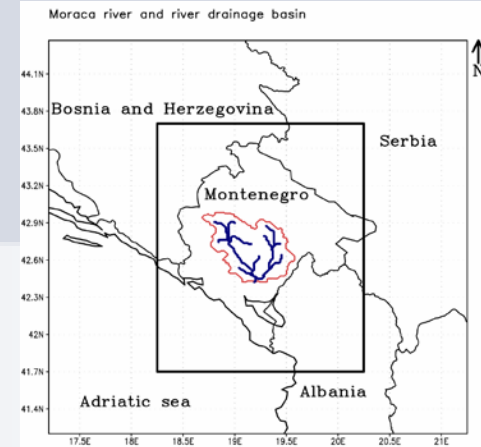 Moraca river and river drainage basin
N
44.1N
43.8N
Bosnia and Herzegovina
43.5N
Serbia
43.2N
Montenegro
42.9N
42.6N
42.3N
42N
41.7N
Albania
41.4N
Adriatic sea
17.5E
18E
18.5E
19E
19.5E
20E
20.5E
21E